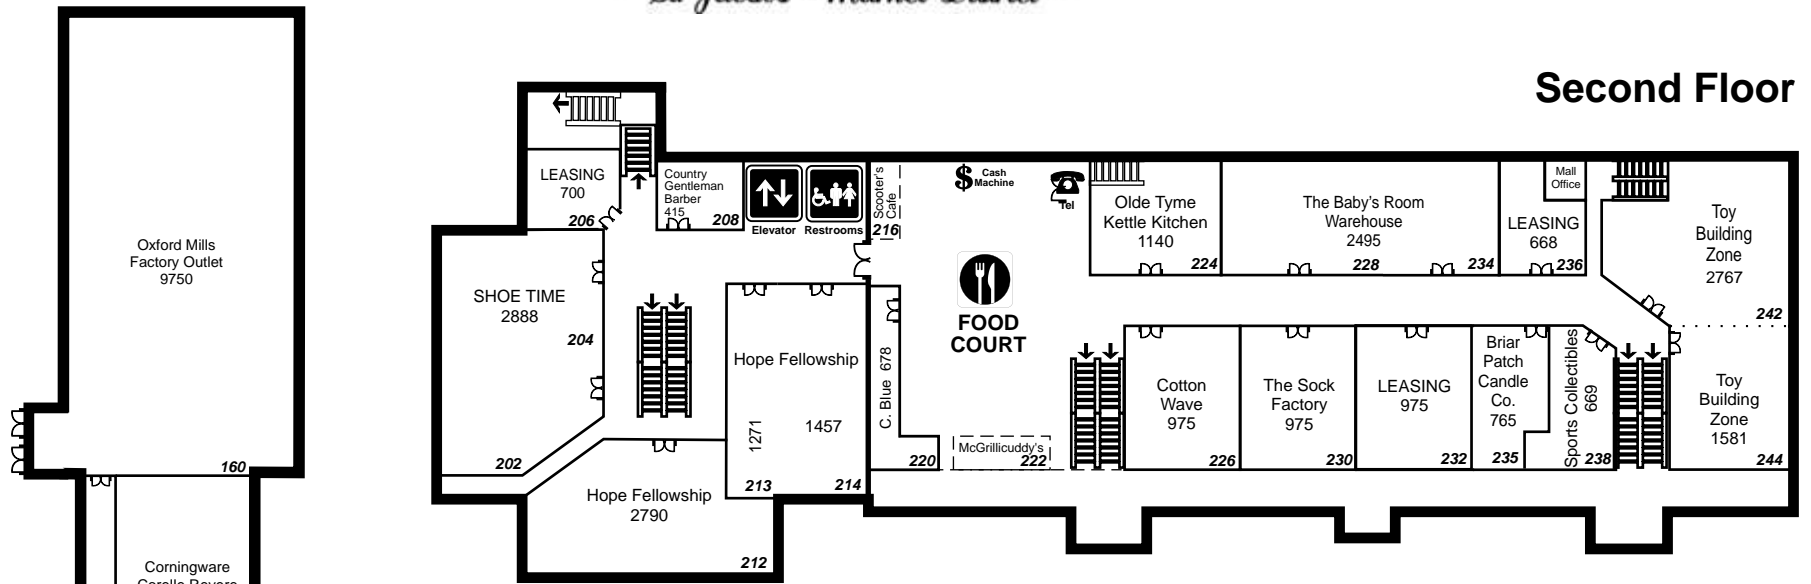 Second Floor
Oxford Mills
Factory Outlet
9750
160
Corningware
LEASING
700
206
Country
Gentleman
Barber
415
208
Elevator
Restrooms
Scooter's
Cafe
216
$
Cash
Machine
Tel
Olde Tyme
Kettle Kitchen
1140
224
The Baby's Room
Warehouse
2495
228
234
LEASING
668
236
Mall
Office
Toy
Building
Zone
2767
242
SHOE TIME
2888
204
202
Hope Fellowship
1271
1457
213
214
Hope Fellowship
2790
212
C. Blue 678
220
FOOD
COURT
McGrillicuddy's
222
Cotton
Wave
975
226
The Sock
Factory
975
230
LEASING
975
232
Briar
Patch
Candle
Co.
765
235
Sports Collectibles
669
238
Toy
Building
Zone
1581
244